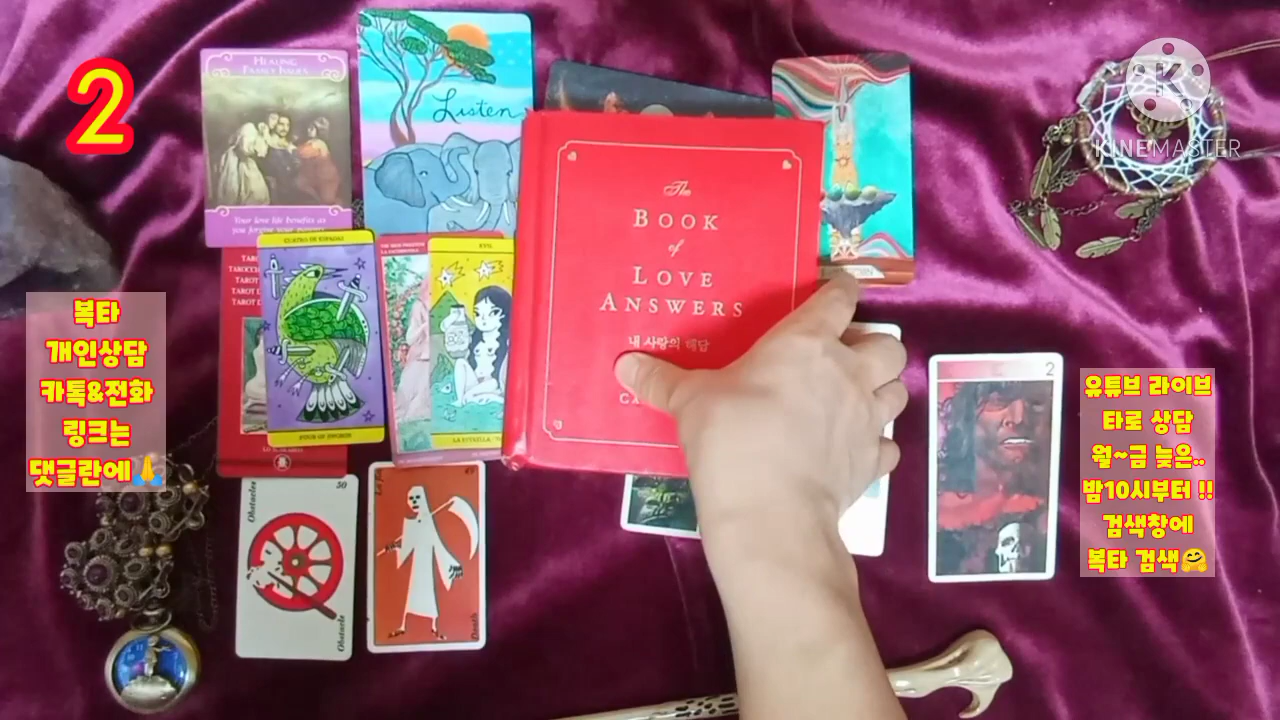 2
HEALING
FAMILY ISSUES
Your love life benefits as
you forgive your parents
Listen
KINEMASTER
K
The
BOOK
of
LOVE
ANSWERS
내 사랑의 해답
CA
CUATRO DE ESPADAS
FOUR OF SWORDS
XVII
LA ESTRELLA
TAROT D
TAROT D
Obstacles
50
Obstacles
Death
2
복타
개인상담
카톡&전화
링크는
댓글란에🙏
유튜브 라이브
타로 상담
월~금 늦은..
밤10시부터 !!
검색창에
복타 검색🤗